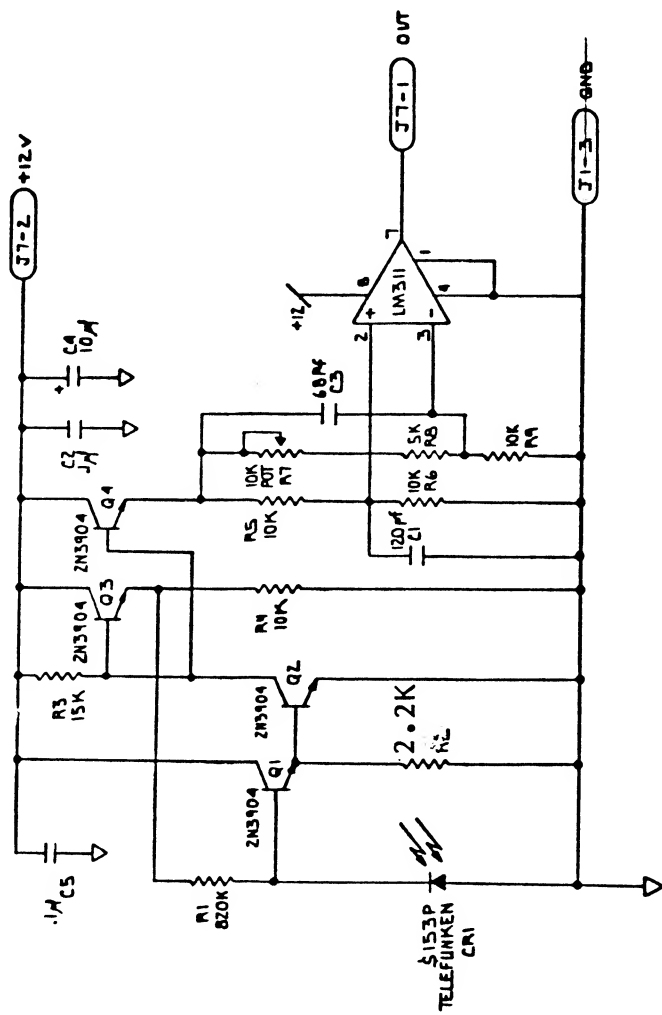 J7-2 +12V
.1µ C5
C2
.1µ
C4
10µ
+
R3
15K
2N3904
Q3
2N3904
Q4
R1
820K
2N3904
Q1
2N3904
Q2
R4
10K
R5
10K
10K
POT
R7
68Pf
C3
120pf
C1
10K
R6
5K
R8
10K
R9
2.2K
+12
2
3
+
-
LM311
8
7
4
1
J7-1 OUT
S153P
TELEFUNKEN
CR1
J1-3 GND